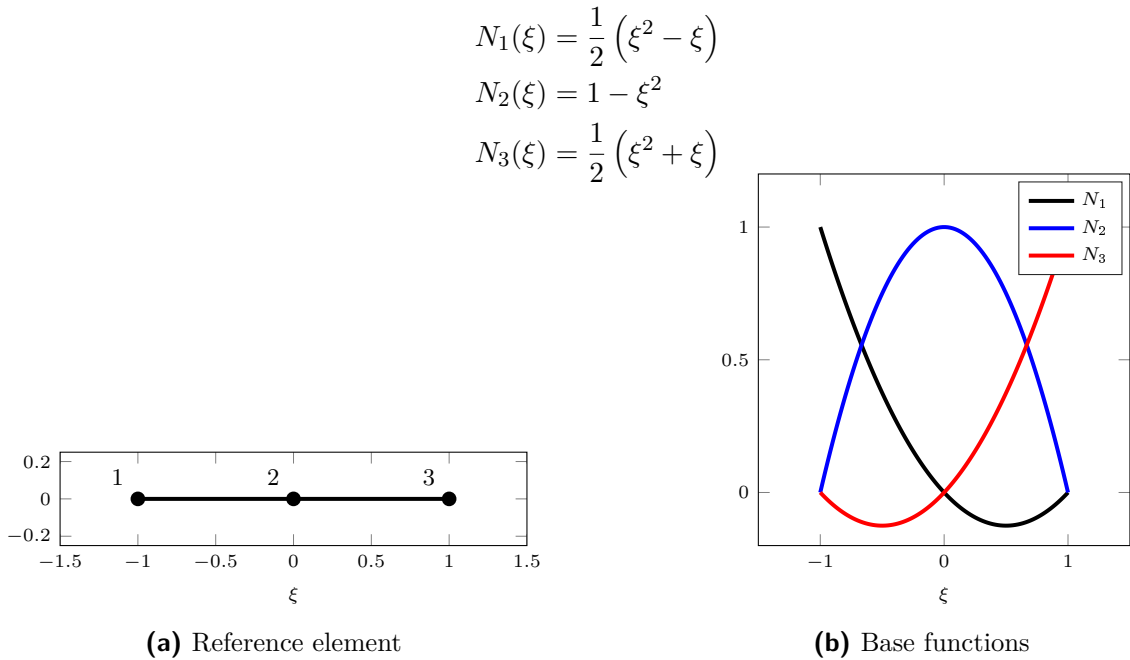 N₁(ξ) = 1/2 (ξ² − ξ)
N₂(ξ) = 1 − ξ²
N₃(ξ) = 1/2 (ξ² + ξ)
1 2 3
0.2
0
−0.2
−1.5 −1 −0.5 0 0.5 1 1.5
ξ
(a) Reference element
N₁
N₂
N₃
1
0.5
0
−1 0 1
ξ
(b) Base functions